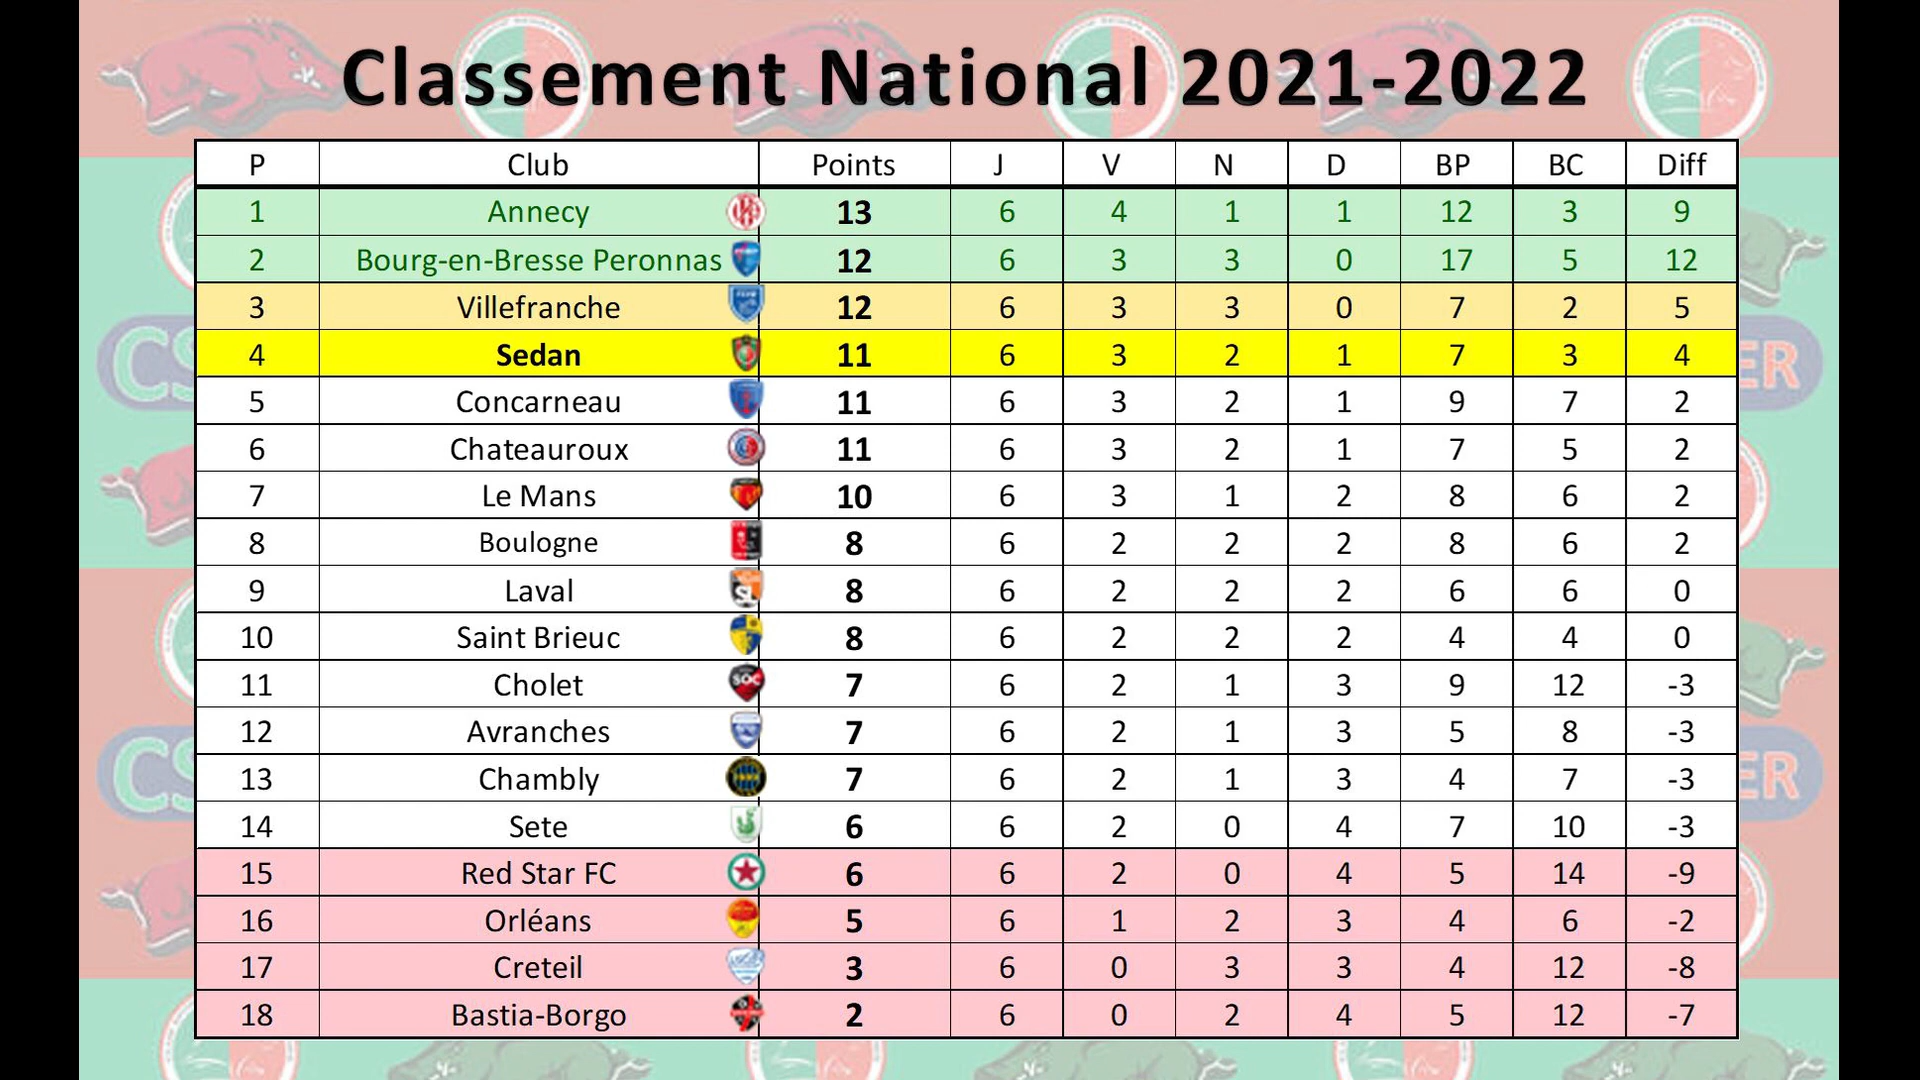 Classement National 2021-2022
P Club Points J V N D BP BC Diff
1 Annecy 13 6 4 1 1 12 3 9
2 Bourg-en-Bresse Peronnas 12 6 3 3 0 17 5 12
3 Villefranche 12 6 3 3 0 7 2 5
4 Sedan 11 6 3 2 1 7 3 4
5 Concarneau 11 6 3 2 1 9 7 2
6 Chateauroux 11 6 3 2 1 7 5 2
7 Le Mans 10 6 3 1 2 8 6 2
8 Boulogne 8 6 2 2 2 8 6 2
9 Laval 8 6 2 2 2 6 6 0
10 Saint Brieuc 8 6 2 2 2 4 4 0
11 Cholet SOC 7 6 2 1 3 9 12 -3
12 Avranches 7 6 2 1 3 5 8 -3
13 Chambly 7 6 2 1 3 4 7 -3
14 Sete 6 6 2 0 4 7 10 -3
15 Red Star FC 6 6 2 0 4 5 14 -9
16 Orléans 5 6 1 2 3 4 6 -2
17 Creteil 3 6 0 3 3 4 12 -8
18 Bastia-Borgo 2 6 0 2 4 5 12 -7